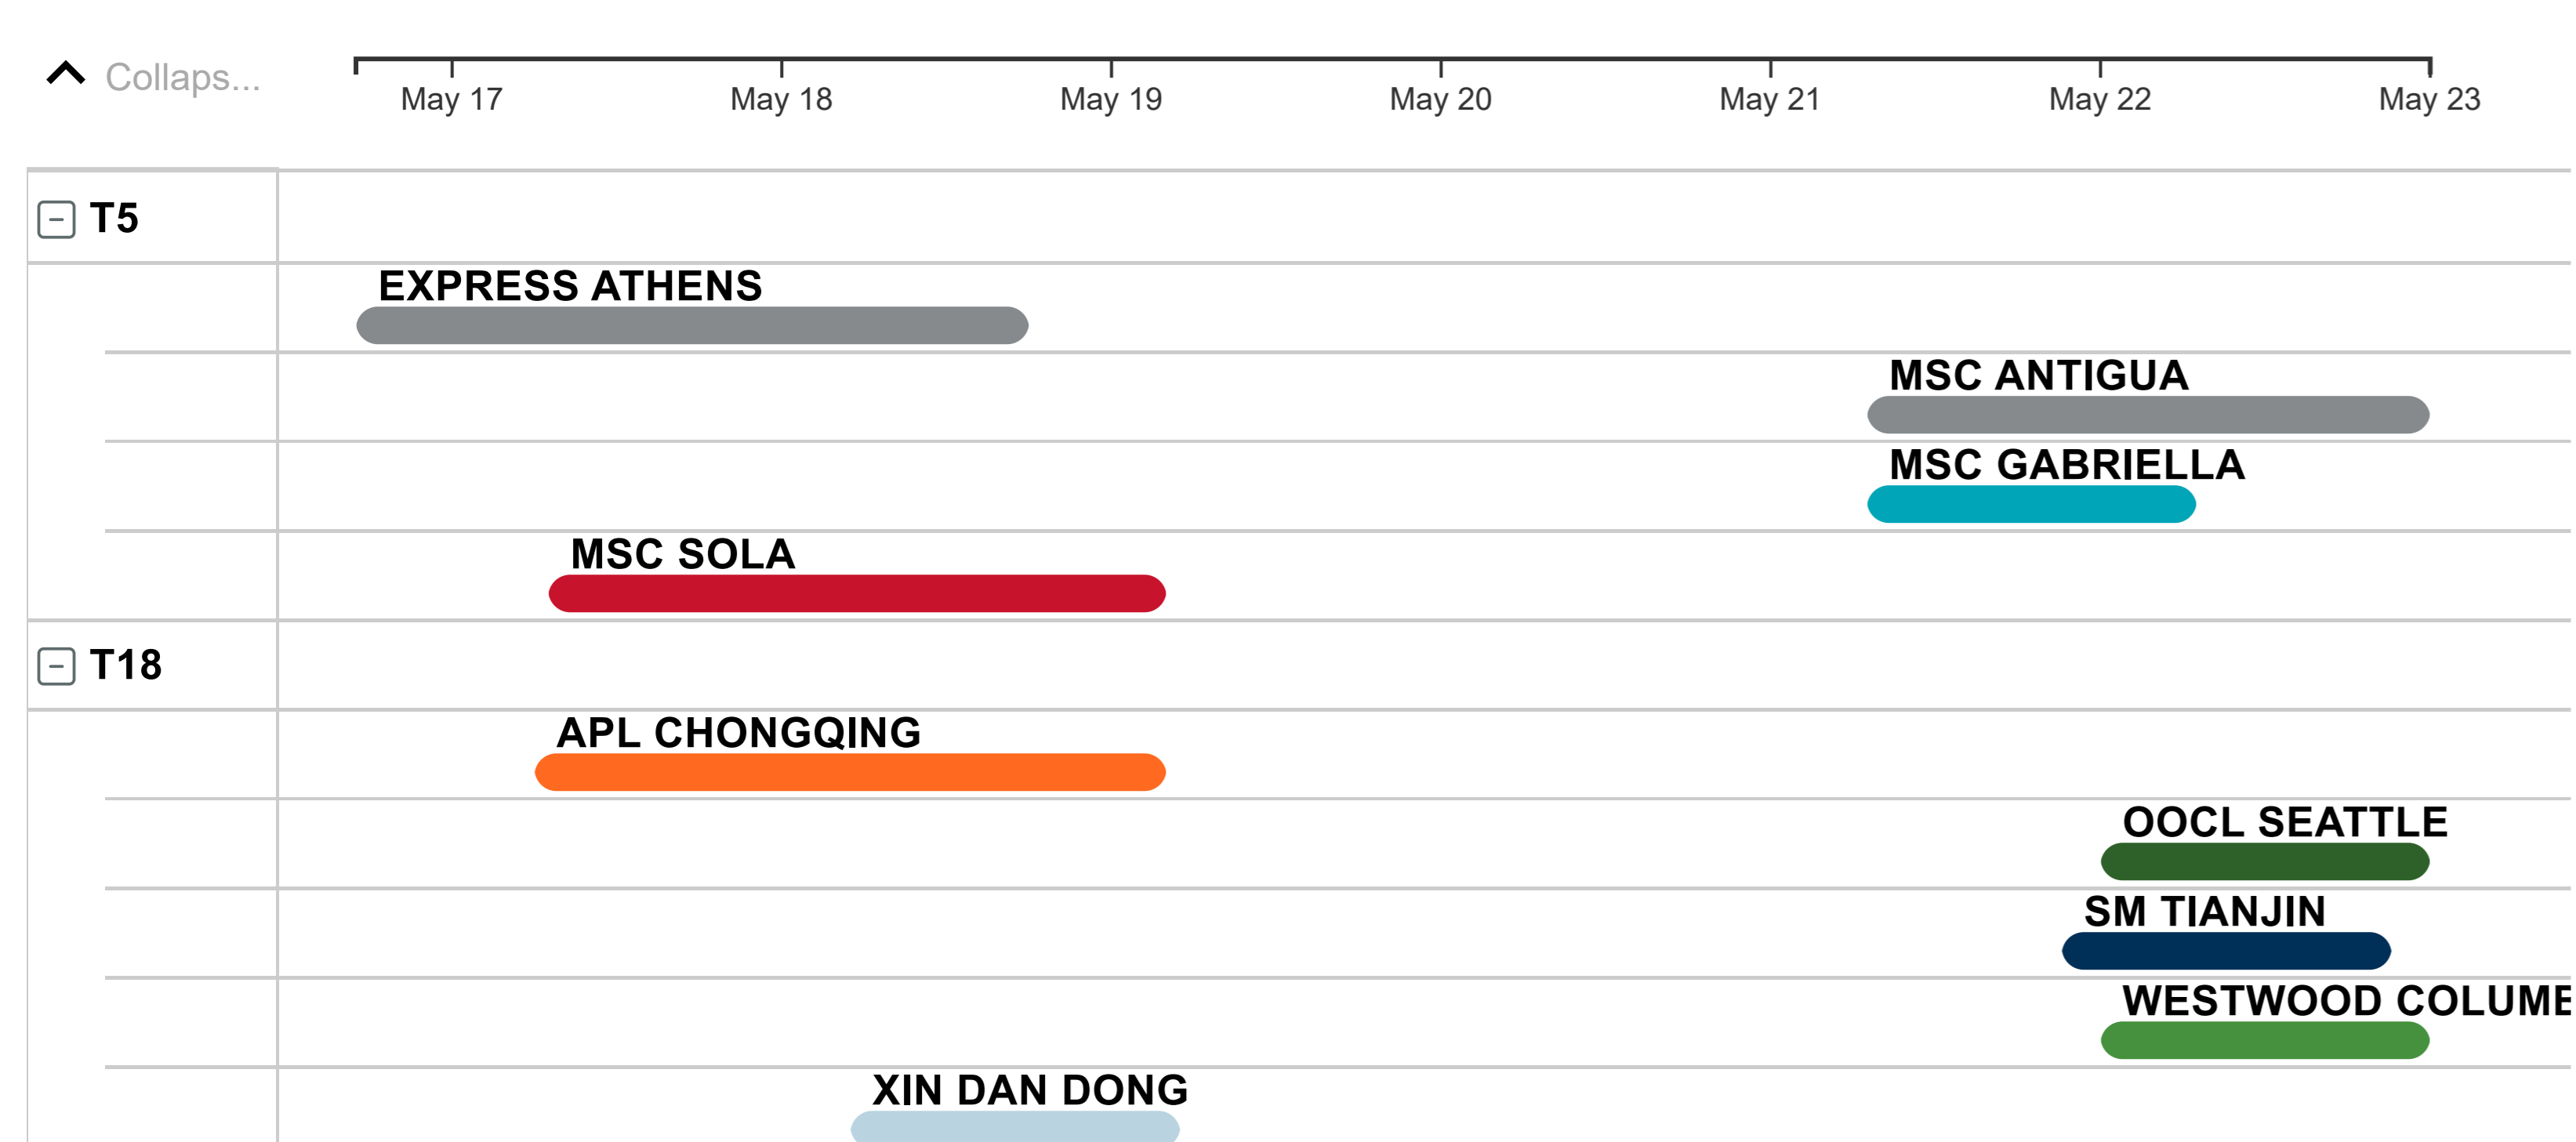 Collaps...
May 17 May 18 May 19 May 20 May 21 May 22 May 23
T5
EXPRESS ATHENS
MSC ANTIGUA
MSC GABRIELLA
MSC SOLA
T18
APL CHONGQING
OOCL SEATTLE
SM TIANJIN
WESTWOOD
XIN DAN DONG